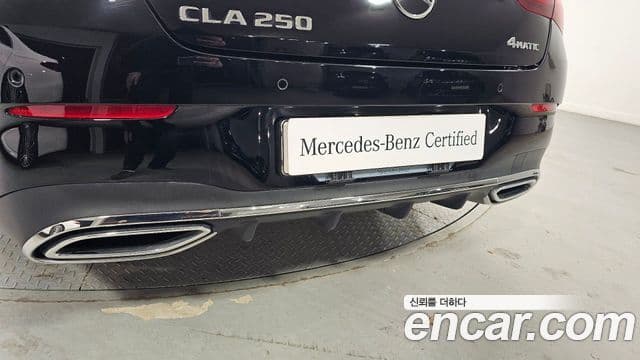 CLA 250
4MATIC
Mercedes-Benz Certified
신뢰를 더하다
encar.com